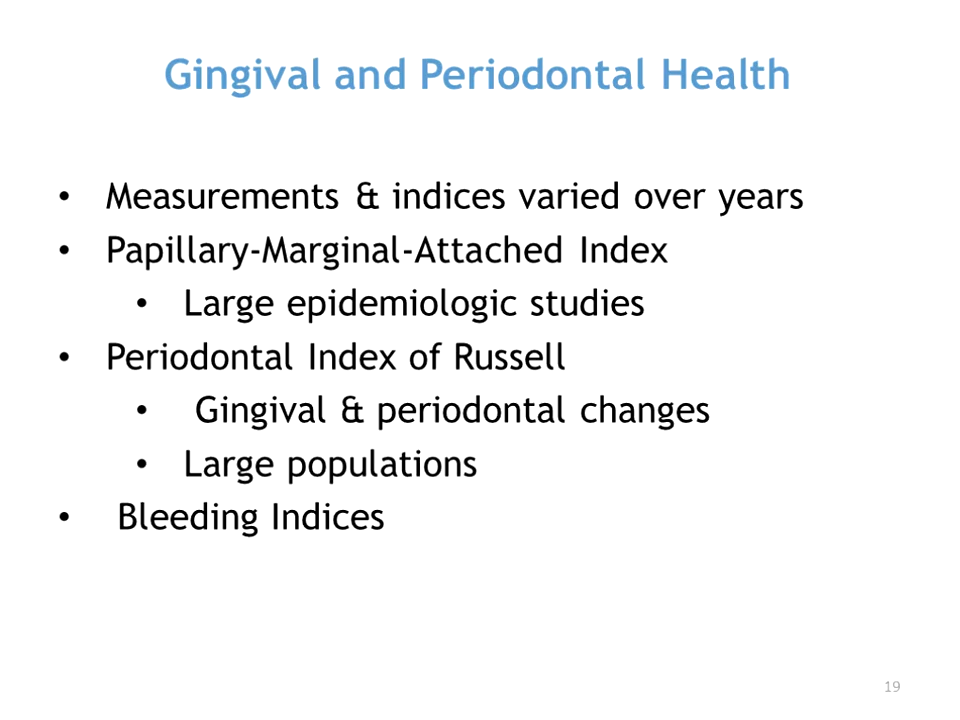 Gingival and Periodontal Health
• Measurements & indices varied over years
• Papillary-Marginal-Attached Index
• Large epidemiologic studies
• Periodontal Index of Russell
• Gingival & periodontal changes
• Large populations
• Bleeding Indices
19